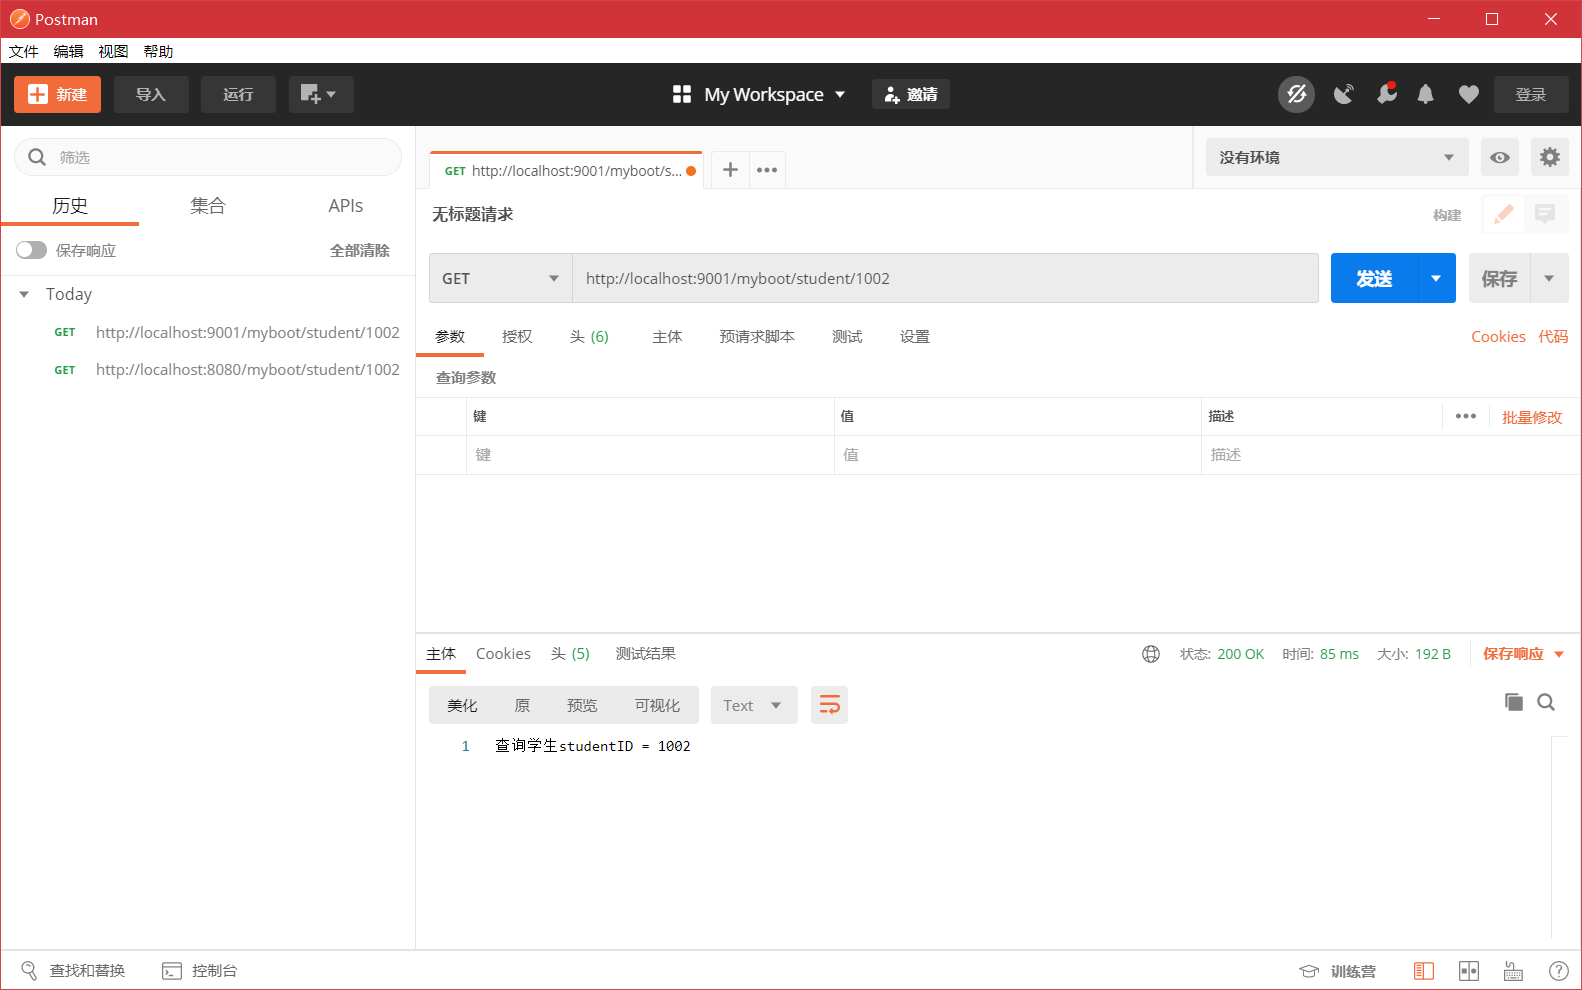 Postman
文件 编辑 视图 帮助
新建 导入 运行 My Workspace 邀请 登录
筛选
历史 集合 APIs
保存响应 全部清除
Today
GET http://localhost:9001/myboot/student/1002
GET http://localhost:8080/myboot/student/1002
GET http://localhost:9001/myboot/s... 没有环境
无标题请求 构建
GET http://localhost:9001/myboot/student/1002 发送 保存
参数 授权 头 (6) 主体 预请求脚本 测试 设置 Cookies 代码
查询参数
键 值 描述 批量修改
键 值 描述
主体 Cookies 头 (5) 测试结果 状态: 200 OK 时间: 85 ms 大小: 192 B 保存响应
美化 原 预览 可视化 Text
1 查询学生studentID = 1002
查找和替换 控制台 训练营